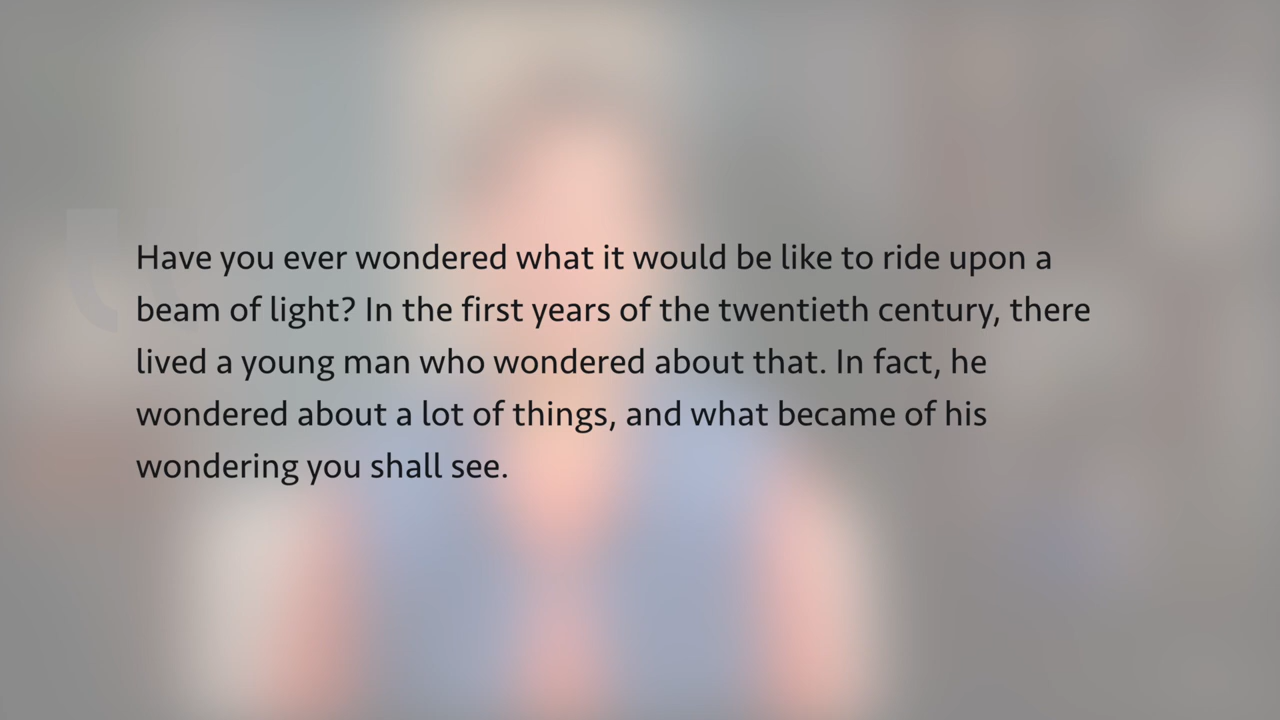 Have you ever wondered what it would be like to ride upon a
beam of light? In the first years of the twentieth century, there
lived a young man who wondered about that. In fact, he
wondered about a lot of things, and what became of his
wondering you shall see.